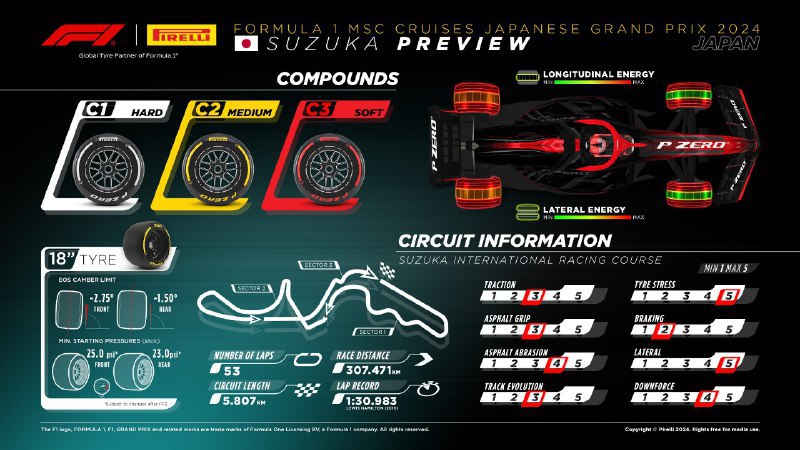 F1
PIRELLI
Global Tyre Partner of Formula 1®
FORMULA 1 MSC CRUISES JAPANESE GRAND PRIX 2024
SUZUKA PREVIEW
JAPAN
COMPOUNDS
C1 HARD
C2 MEDIUM
C3 SOFT
LONGITUDINAL ENERGY
MIN MAX
P ZERO
P ZERO
P ZERO
P ZERO
LATERAL ENERGY
MIN MAX
18" TYRE
EOS CAMBER LIMIT
-2.75° FRONT
-1.50° REAR
MIN. STARTING PRESSURES (slick)
25.0 psi* FRONT
23.0 psi* REAR
*Subject to changes after FP2
SECTOR 3
SECTOR 2
SECTOR 1
NUMBER OF LAPS
53
RACE DISTANCE
307.471 KM
CIRCUIT LENGTH
5.807 KM
LAP RECORD
1:30.983
LEWIS HAMILTON (2019)
CIRCUIT INFORMATION
SUZUKA INTERNATIONAL RACING COURSE
MIN 1 MAX 5
TRACTION
1 2 3 4 5
TYRE STRESS
1 2 3 4 5
ASPHALT GRIP
1 2 3 4 5
BRAKING
1 2 3 4 5
ASPHALT ABRASION
1 2 3 4 5
LATERAL
1 2 3 4 5
TRACK EVOLUTION
1 2 3 4 5
DOWNFORCE
1 2 3 4 5
The F1 logo, FORMULA 1, F1, GRAND PRIX and related marks are trade marks of Formula One Licensing BV, a Formula 1 company. All rights reserved.
Copyright © Pirelli 2024. Rights free for media use.